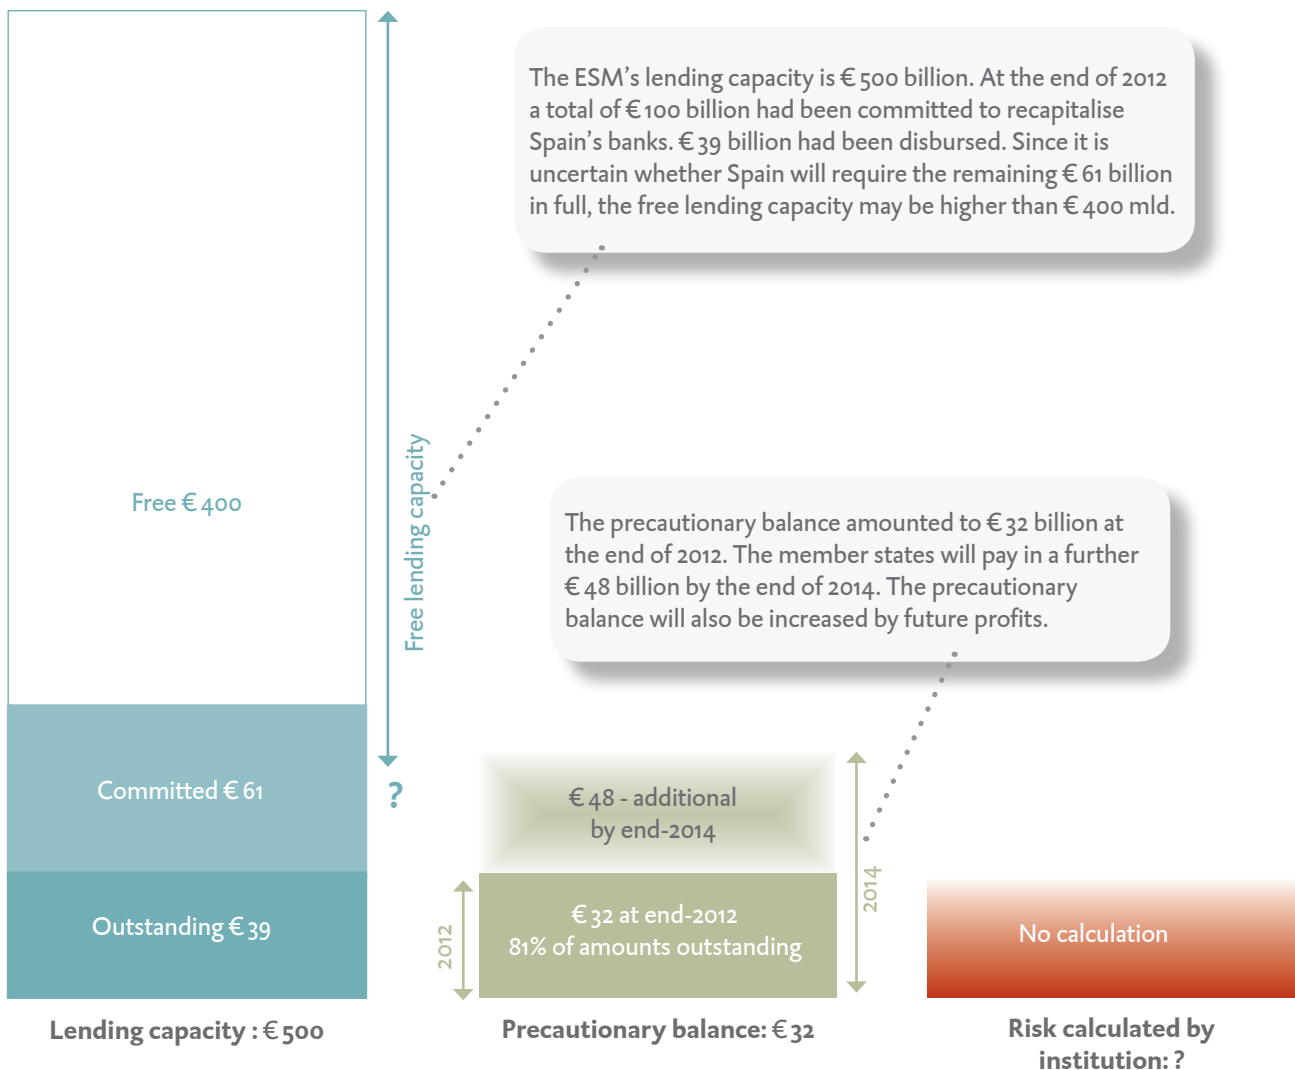 The ESM's lending capacity is € 500 billion. At the end of 2012
a total of € 100 billion had been committed to recapitalise
Spain's banks. € 39 billion had been disbursed. Since it is
uncertain whether Spain will require the remaining € 61 billion
in full, the free lending capacity may be higher than € 400 mld.
Free € 400
Free lending capacity
The precautionary balance amounted to € 32 billion at
the end of 2012. The member states will pay in a further
€ 48 billion by the end of 2014. The precautionary
balance will also be increased by future profits.
Committed € 61
?
€ 48 - additional
by end-2014
2014
Outstanding € 39
2012
€ 32 at end-2012
81% of amounts outstanding
No calculation
Lending capacity : € 500
Precautionary balance: € 32
Risk calculated by
institution: ?